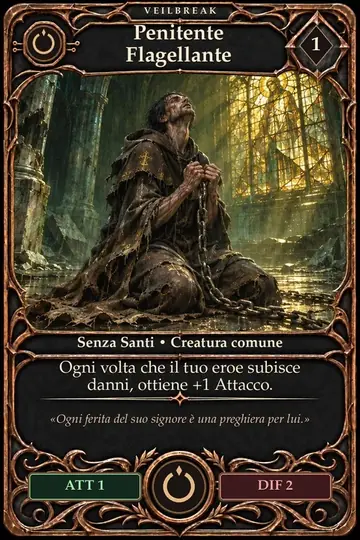 VEILBREAK
Penitente
Flagellante
1
Senza Santi • Creatura comune
Ogni volta che il tuo eroe subisce
danni, ottiene +1 Attacco.
«Ogni ferita del suo signore è una preghiera per lui.»
ATT 1
DIF 2